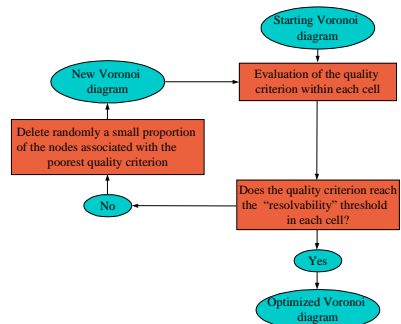 Starting Voronoi
diagram
New Voronoi
diagram
Evaluation of the quality
criterion within each cell
Delete randomly a small proportion
of the nodes associated with the
poorest quality criterion
Does the quality criterion reach
the “resolvability” threshold
in each cell?
No
Yes
Optimized Voronoi
diagram